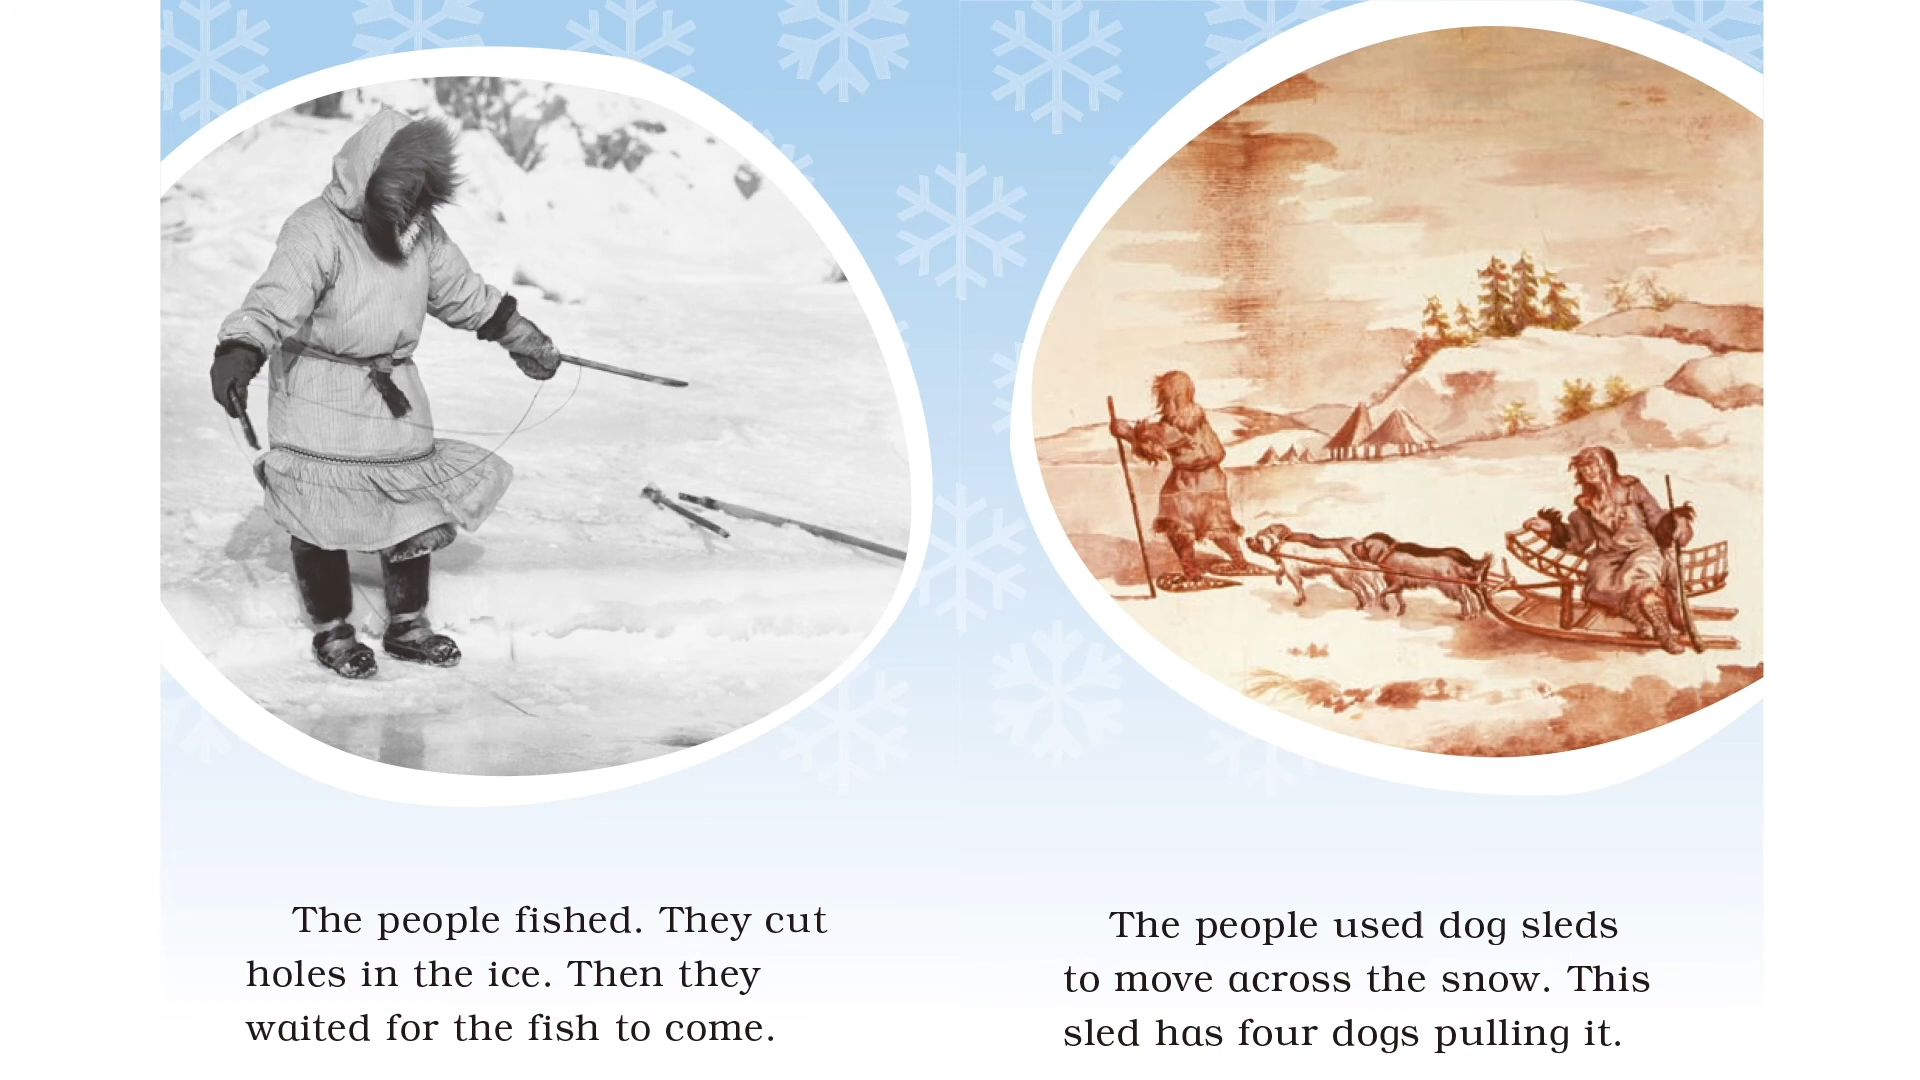 The people fished. They cut
holes in the ice. Then they
waited for the fish to come.
The people used dog sleds
to move across the snow. This
sled has four dogs pulling it.